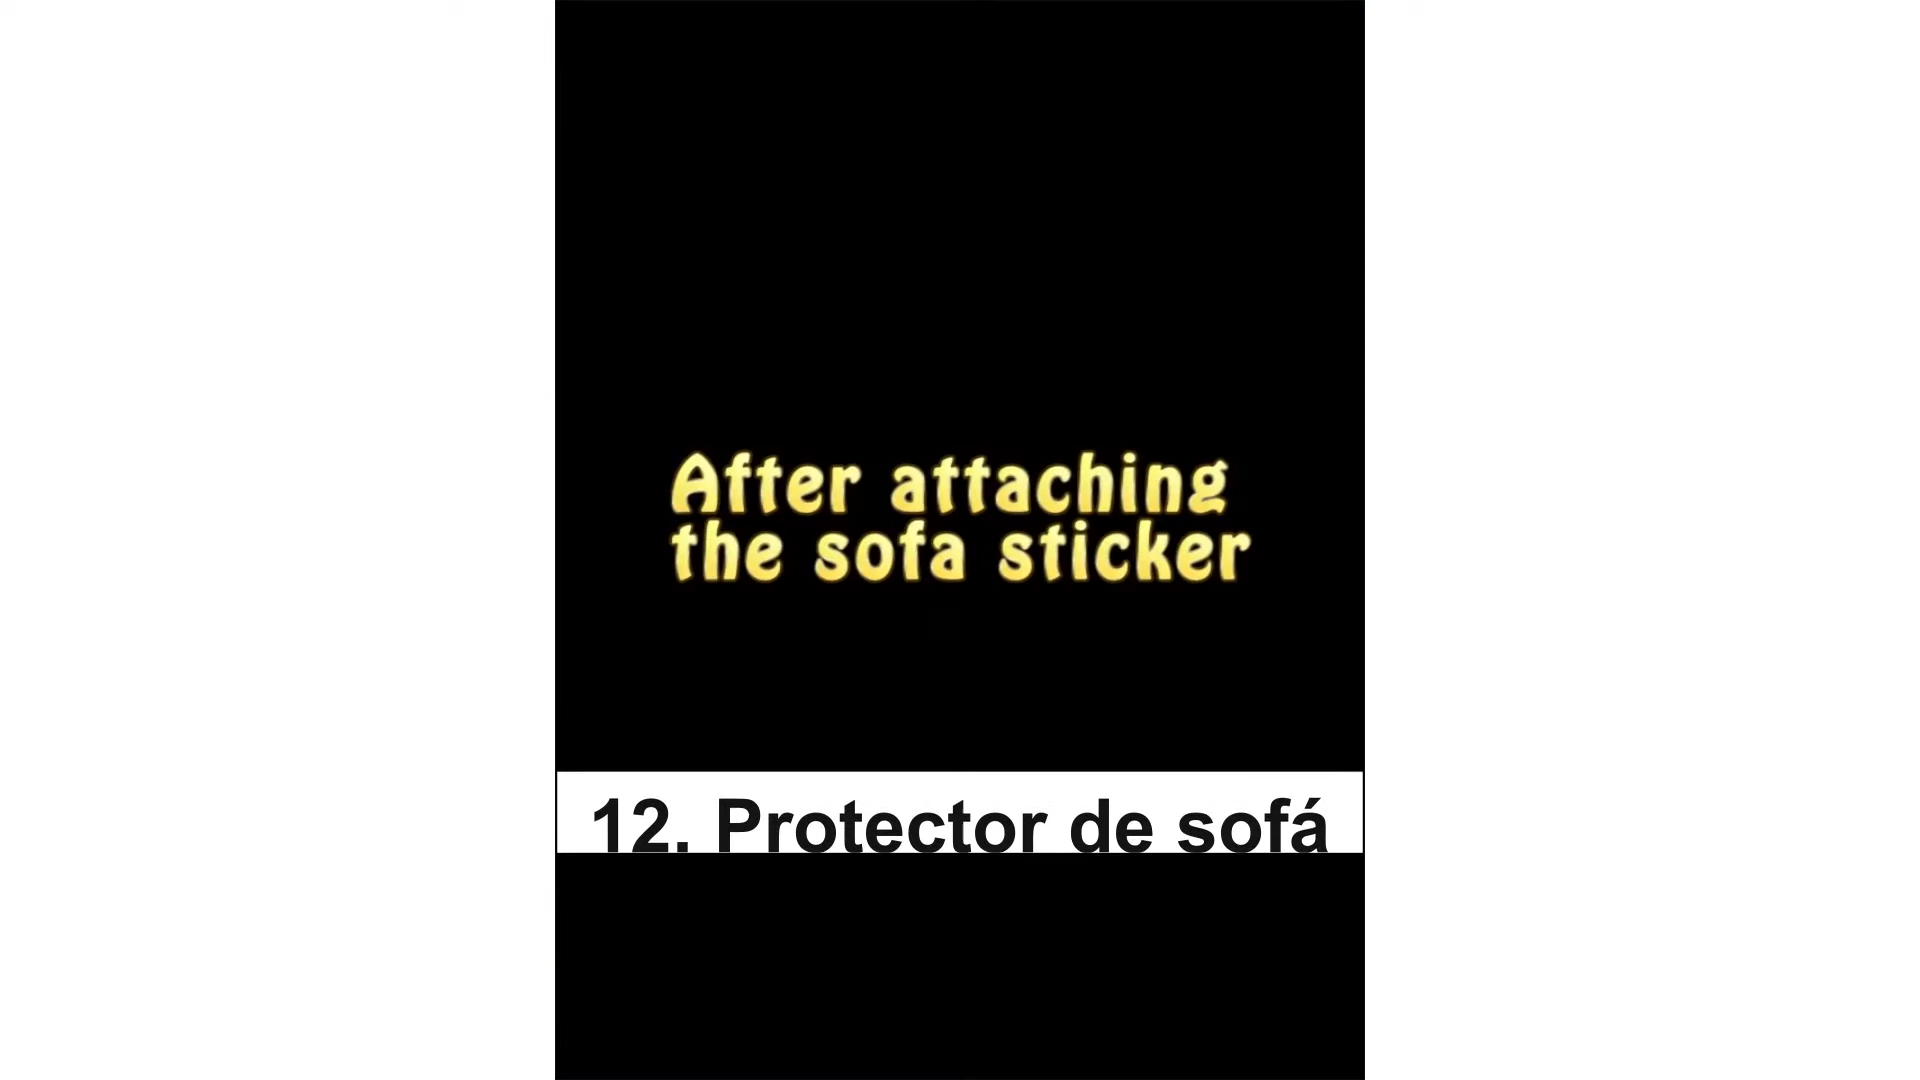 After attaching
the sofa sticker
12. Protector de sofá